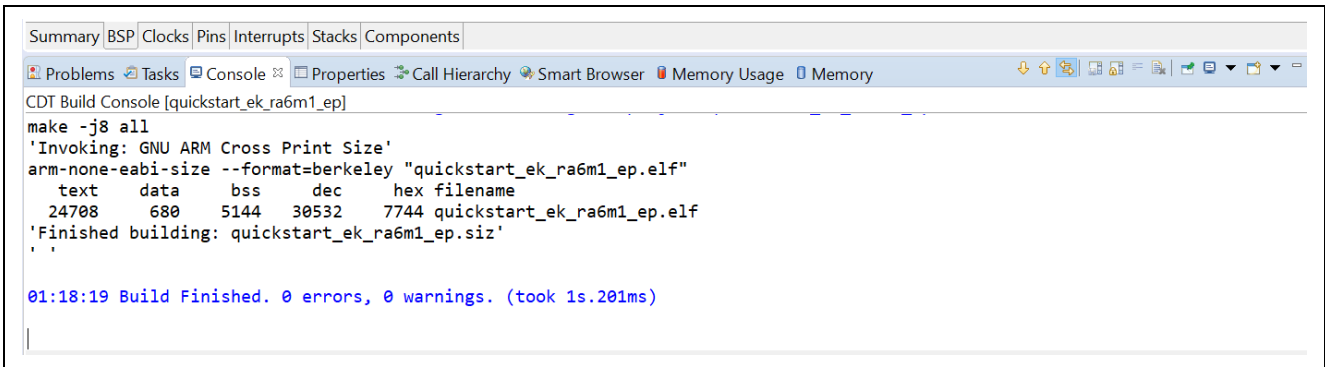 Summary BSP Clocks Pins Interrupts Stacks Components
Problems Tasks Console Properties Call Hierarchy Smart Browser Memory Usage Memory
CDT Build Console [quickstart_ek_ra6m1_ep]
make -j8 all
'Invoking: GNU ARM Cross Print Size'
arm-none-eabi-size --format=berkeley "quickstart_ek_ra6m1_ep.elf"
   text    data     bss     dec     hex filename
  24708     680    5144   30532    7744 quickstart_ek_ra6m1_ep.elf
'Finished building: quickstart_ek_ra6m1_ep.siz'
' '
01:18:19 Build Finished. 0 errors, 0 warnings. (took 1s.201ms)